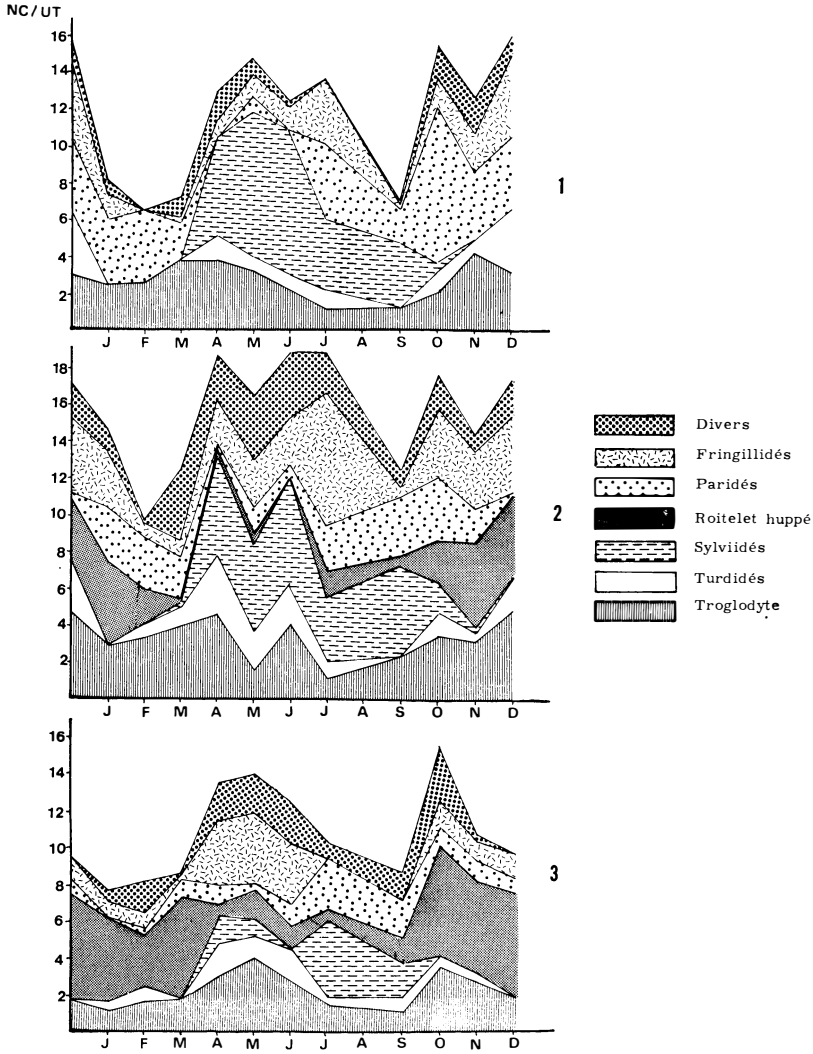 NC/UT
16
14
12
10
8
6
4
2
1
J F M A M J J A S O N D
18
16
14
12
10
8
6
4
2
2
J F M A M J J A S O N D
16
14
12
10
8
6
4
2
3
J F M A M J J A S O N D
Divers
Fringillidés
Paridés
Roitelet huppé
Sylviidés
Turdidés
Troglodyte